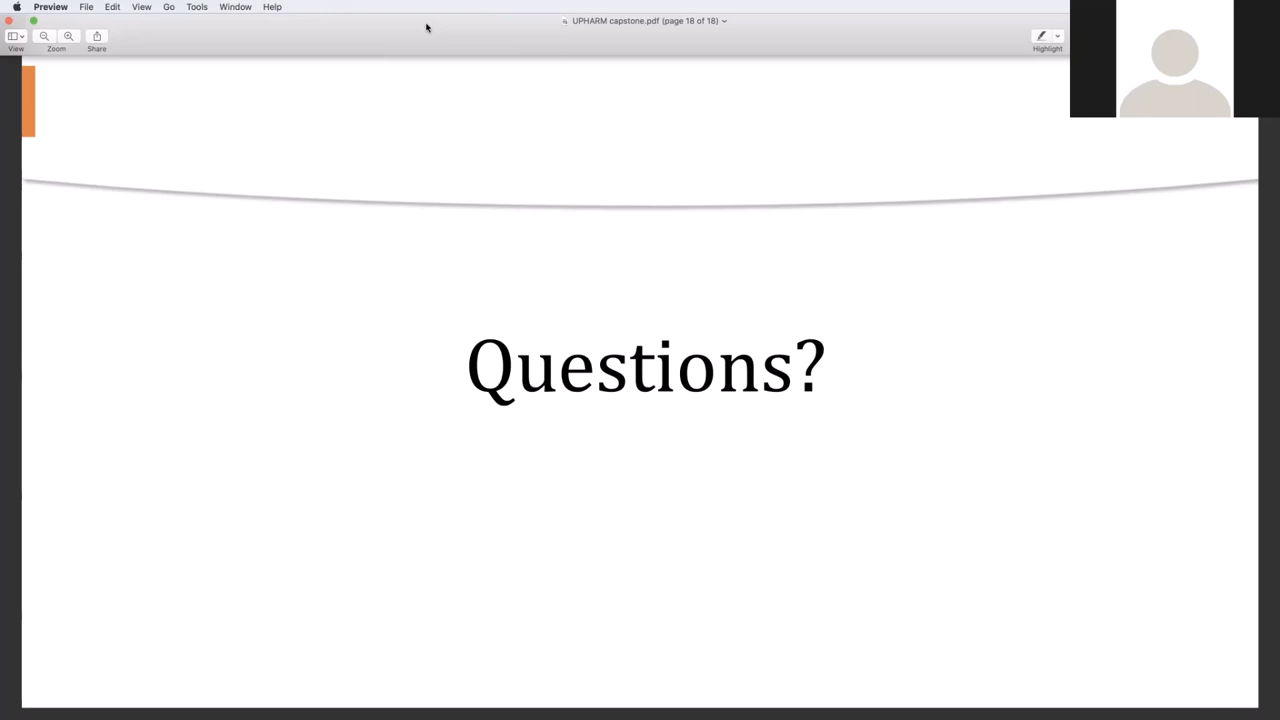 Preview File Edit View Go Tools Window Help
UPHARM capstone.pdf (page 18 of 18)
View Zoom Share Highlight
Questions?